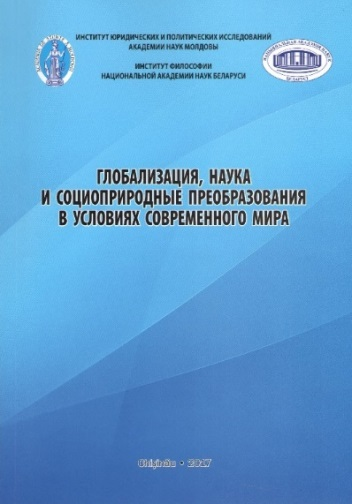 ИНСТИТУТ ЮРИДИЧЕСКИХ И ПОЛИТИЧЕСКИХ ИССЛЕДОВАНИЙ
АКАДЕМИИ НАУК МОЛДОВЫ
ИНСТИТУТ ФИЛОСОФИИ
НАЦИОНАЛЬНОЙ АКАДЕМИИ НАУК БЕЛАРУСИ
ГЛОБАЛИЗАЦИЯ, НАУКА
И СОЦИОПРИРОДНЫЕ ПРЕОБРАЗОВАНИЯ
В УСЛОВИЯХ СОВРЕМЕННОГО МИРА
Chişinău • 2017